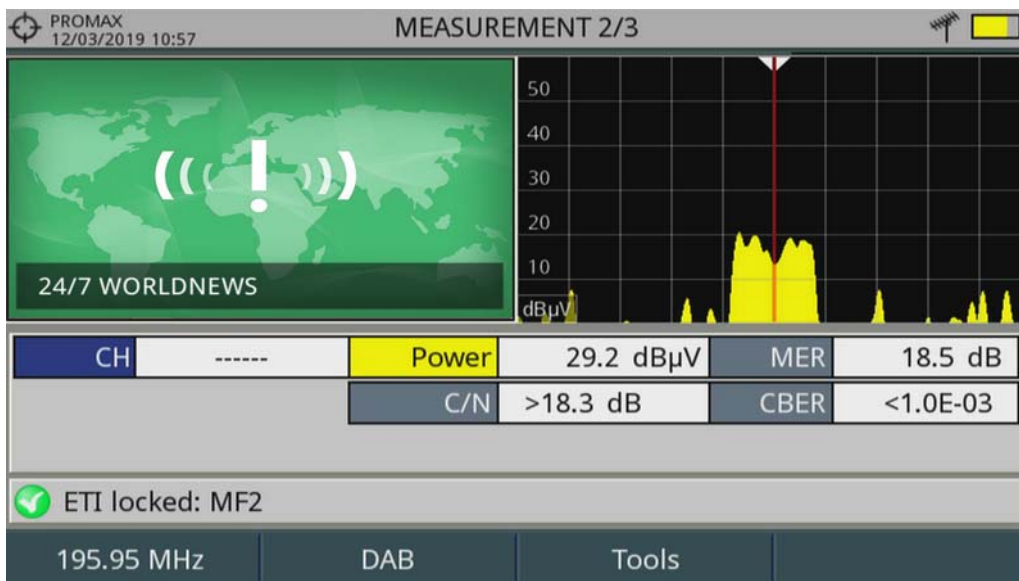 PROMAX
12/03/2019 10:57
MEASUREMENT 2/3
50
40
30
20
10
dBµV
24/7 WORLDNEWS
CH ------ Power 29.2 dBµV MER 18.5 dB
C/N >18.3 dB CBER <1.0E-03
ETI locked: MF2
195.95 MHz DAB Tools